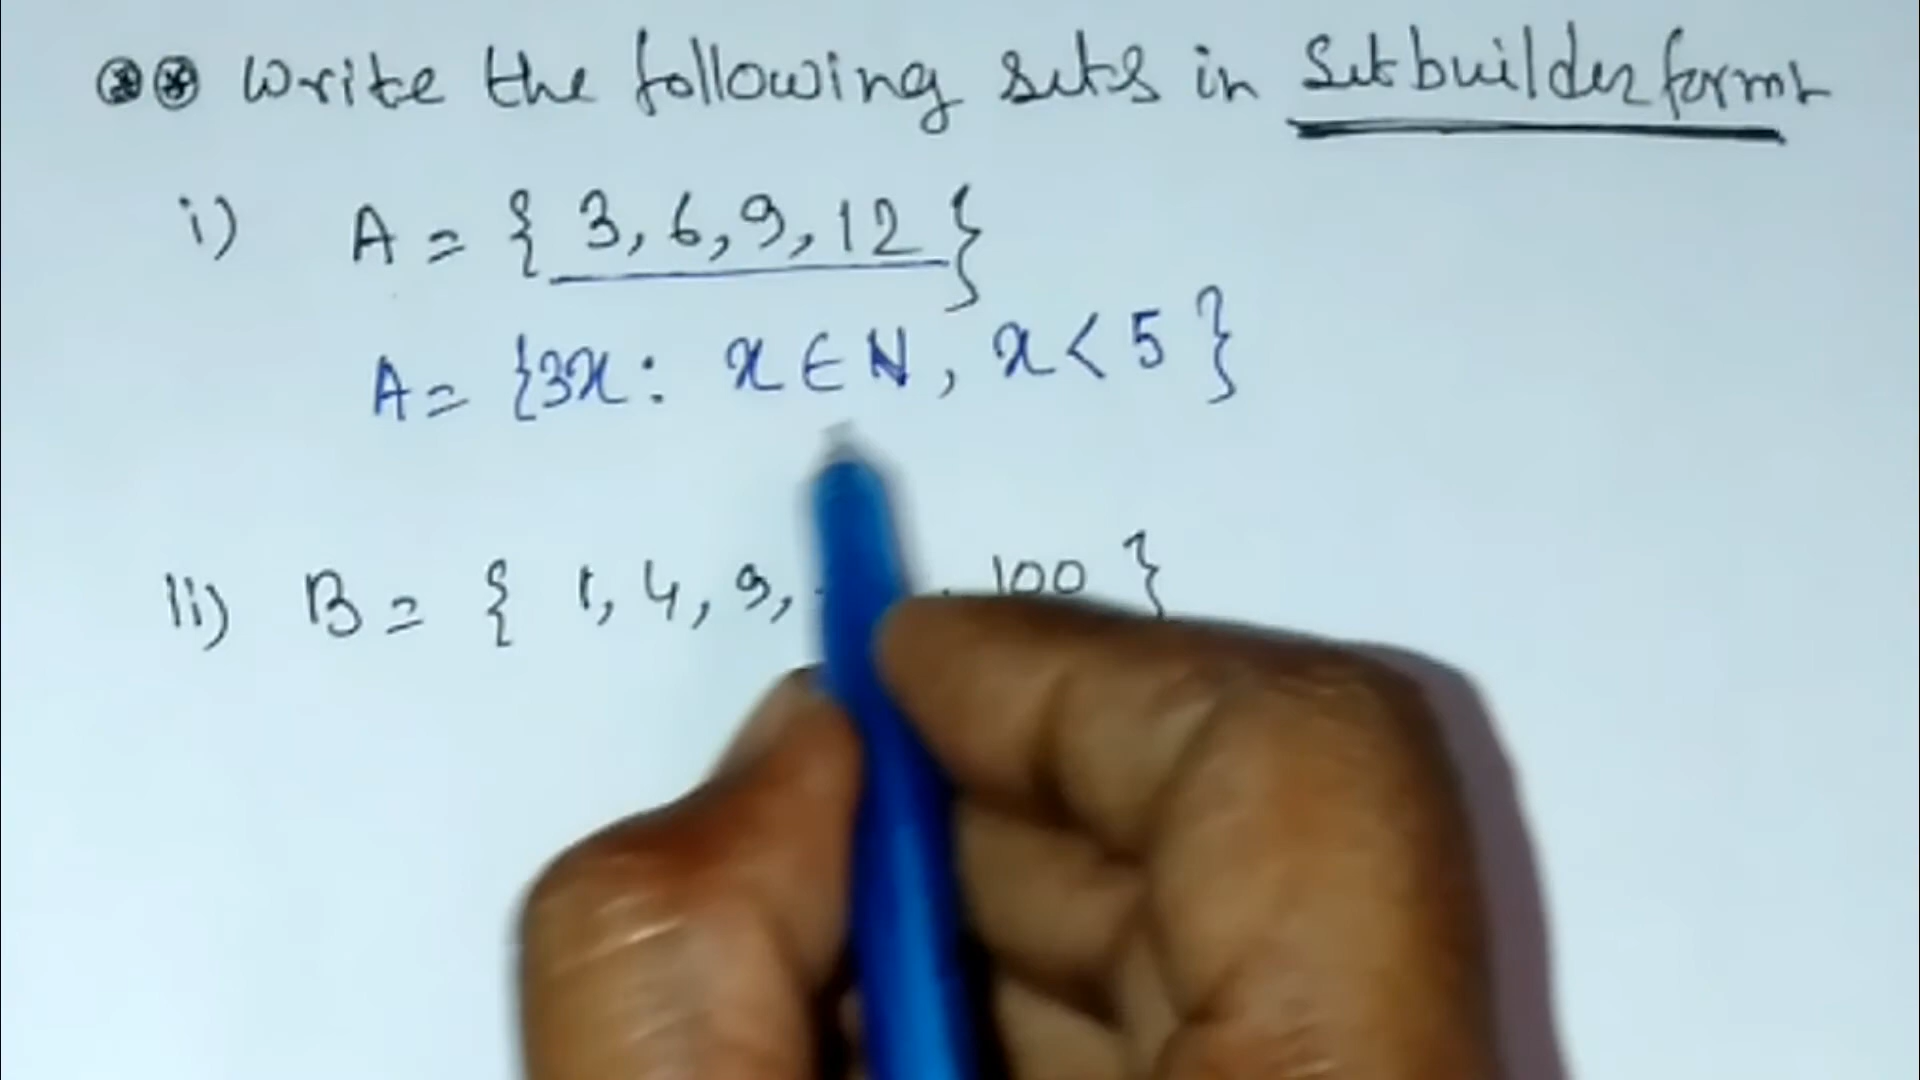 ** Write the following sets in Set builder form
i) A = { 3, 6, 9, 12 }
A = {3x : x ∈ N, x < 5 }
ii) B = { 1, 4, 9, . . 100 }